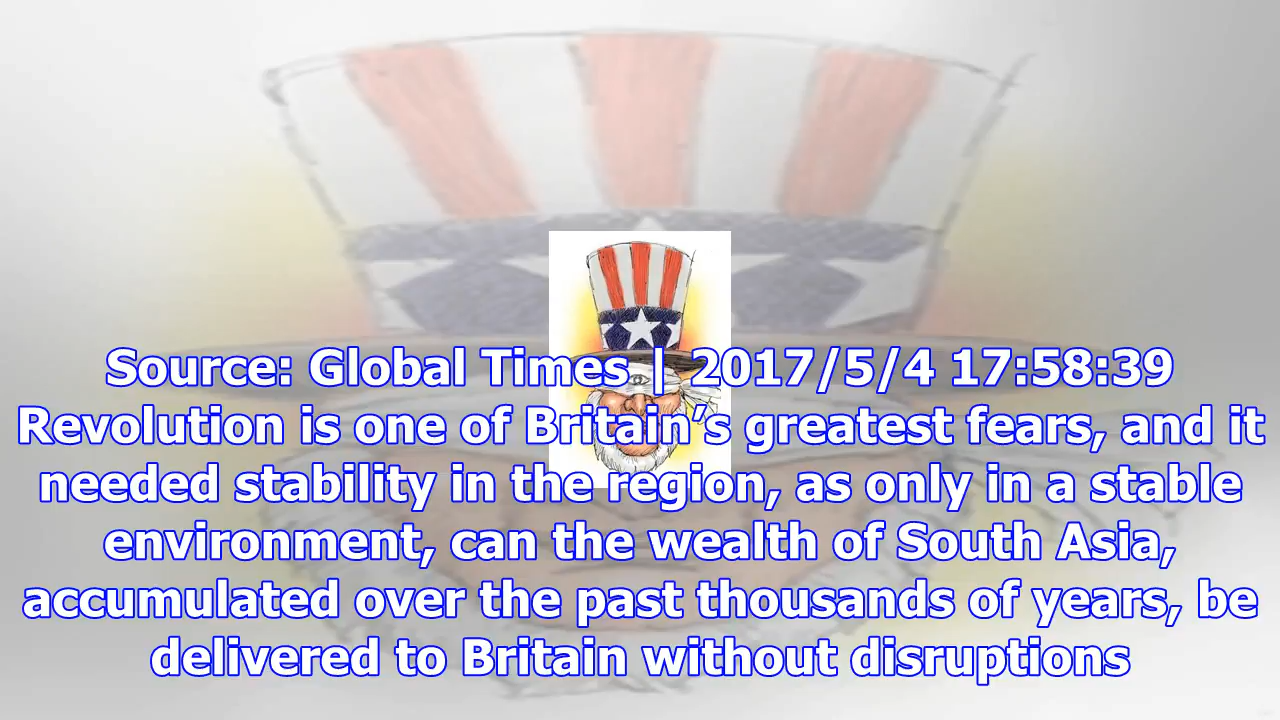 Source: Global Times | 2017/5/4 17:58:39
Revolution is one of Britain’s greatest fears, and it
needed stability in the region, as only in a stable
environment, can the wealth of South Asia,
accumulated over the past thousands of years, be
delivered to Britain without disruptions